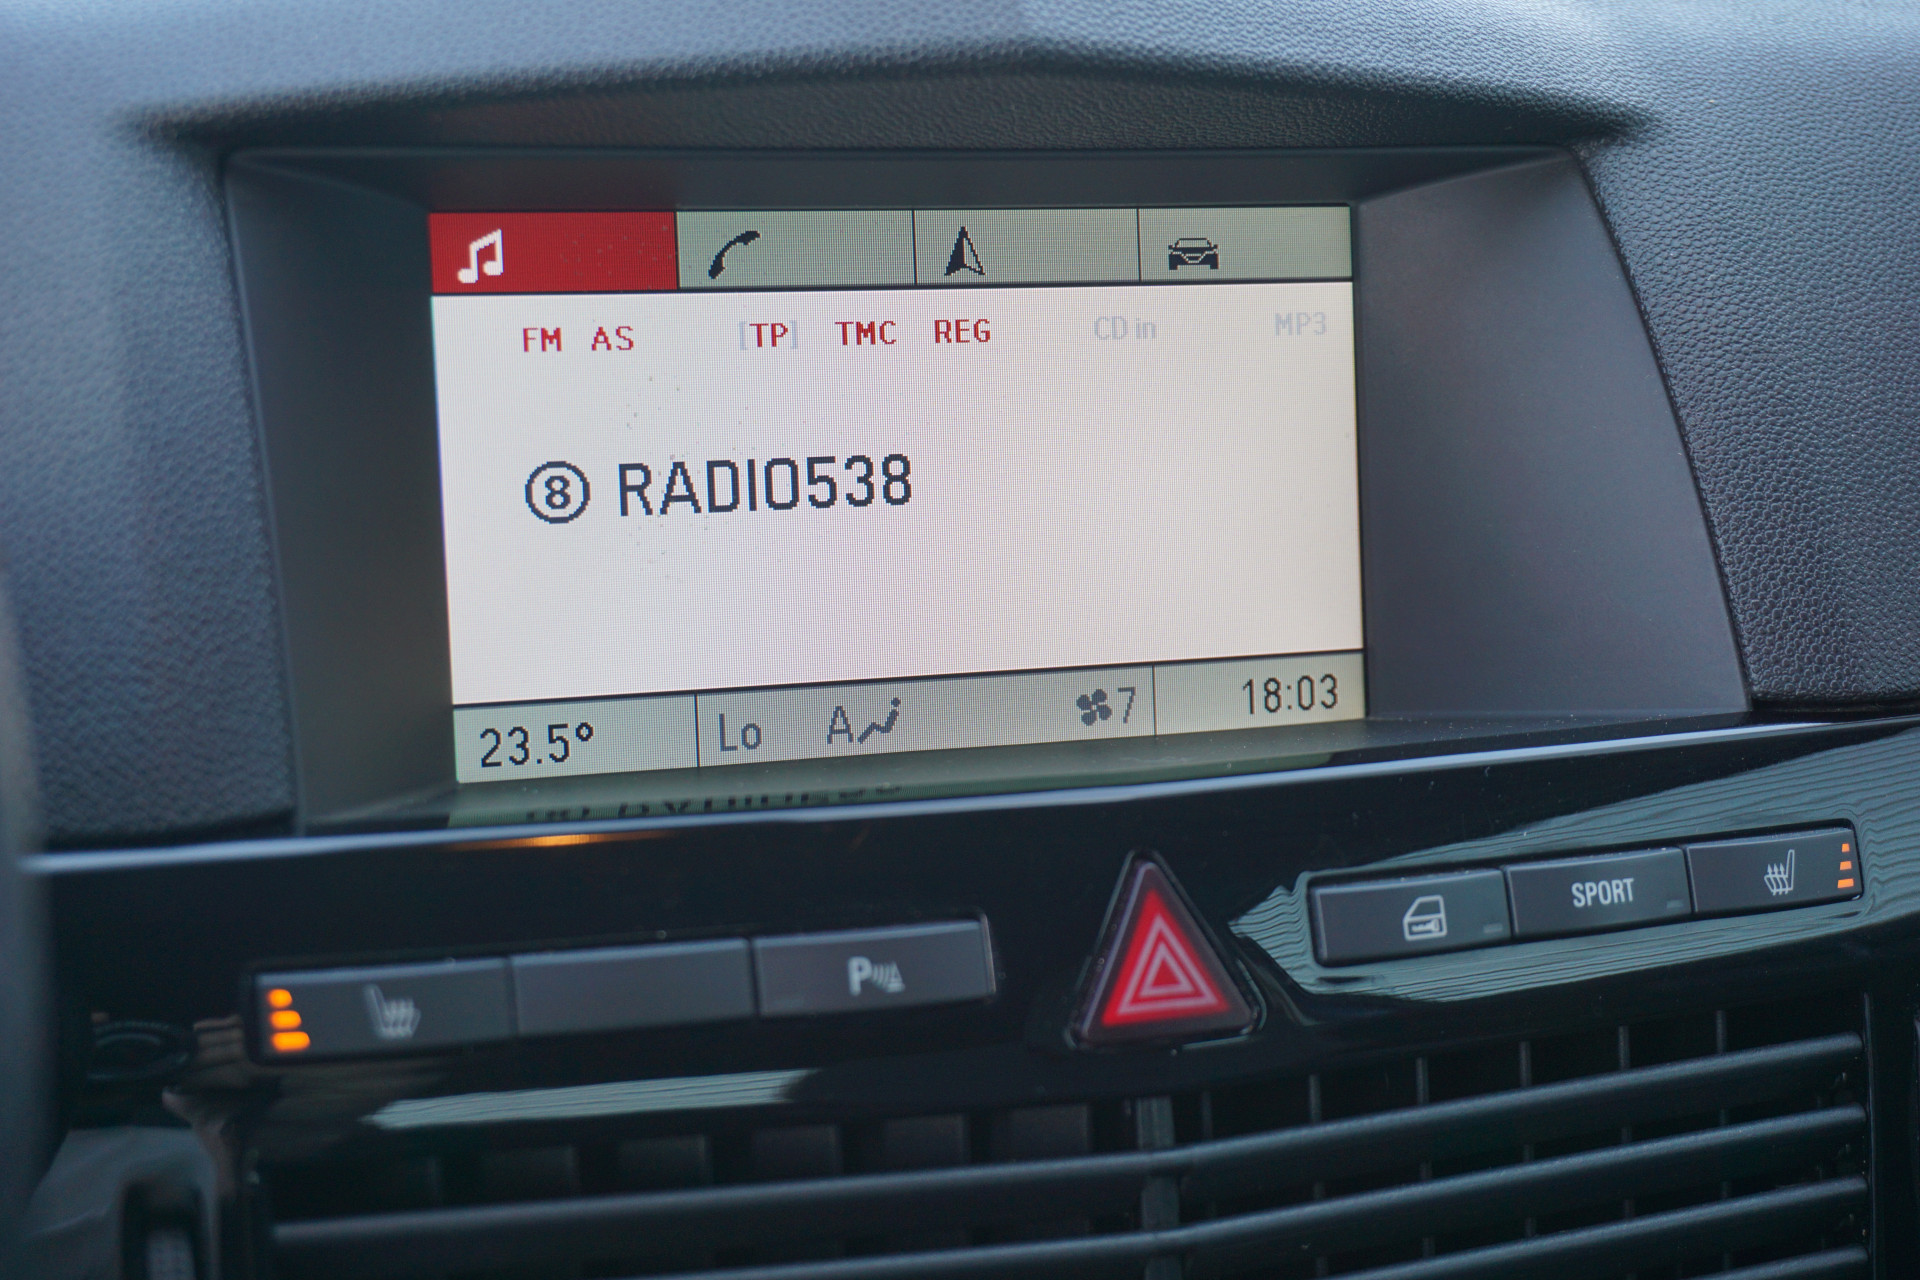 FM AS [TP] TMC REG CD in MP3
8 RADIO538
23.5° Lo A 7 18:03
P SPORT